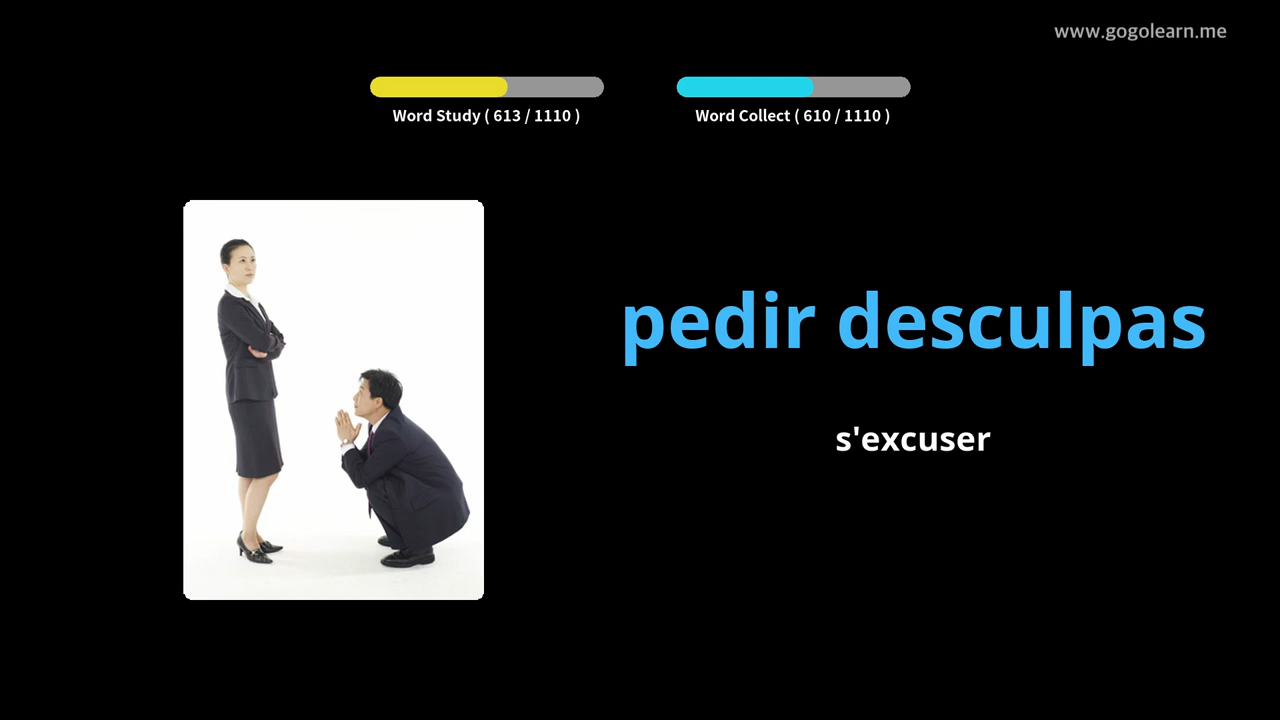 www.gogolearn.me
Word Study ( 613 / 1110 )
Word Collect ( 610 / 1110 )
pedir desculpas
s'excuser